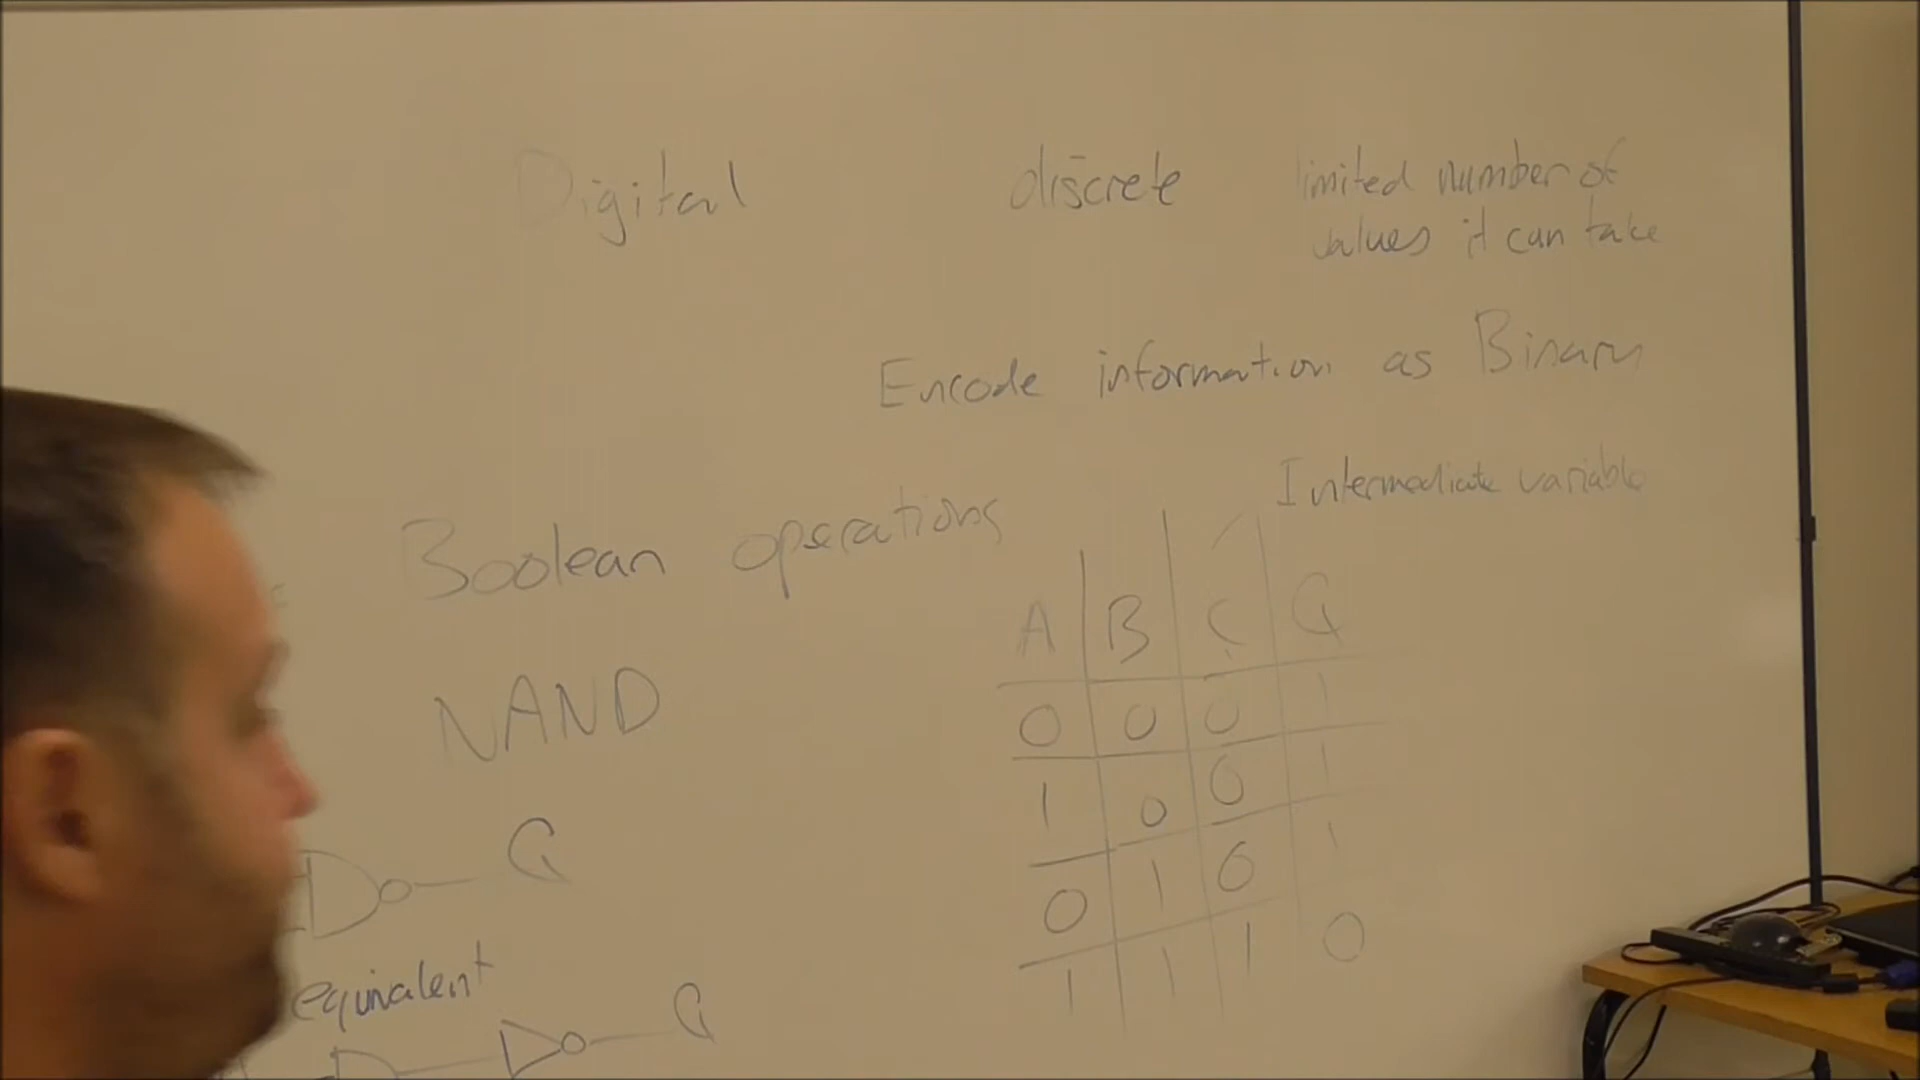 Digital discrete limited number of
values it can take
Encode information as Binary
Intermediate variable
Boolean operations
A B C Q
NAND
0 0 0 1
1 0 0 1
Q
0 1 0 1
equivalent
1 1 1 0
Q